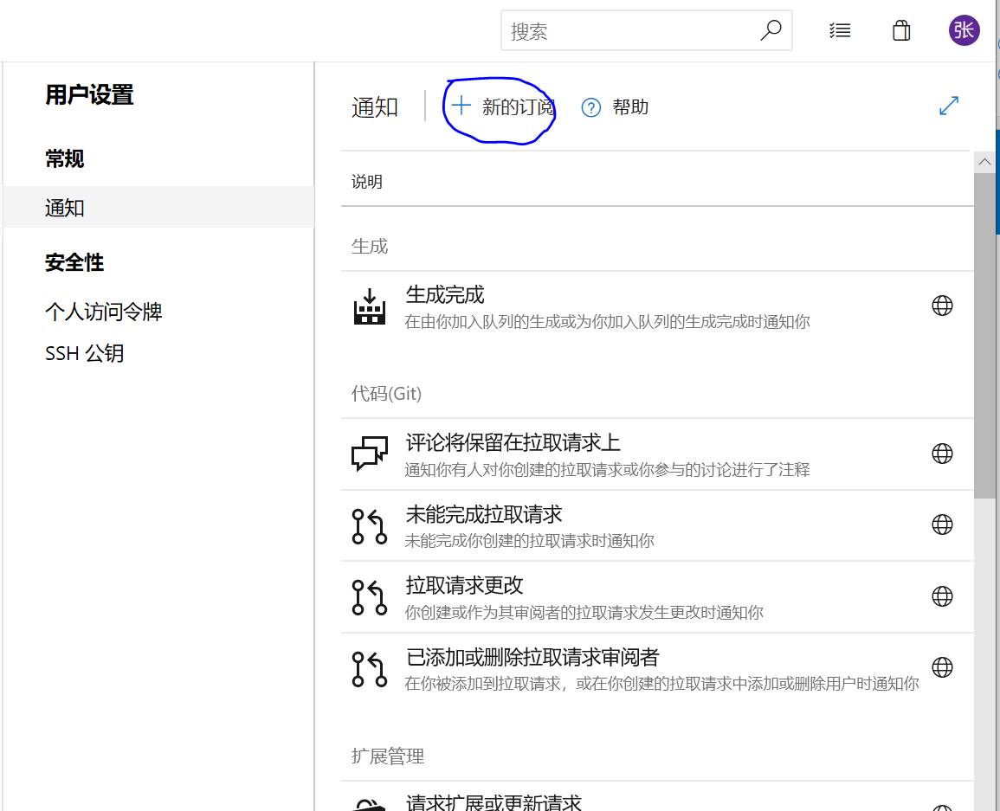 搜索
张
用户设置
常规
通知
安全性
个人访问令牌
SSH 公钥
通知
新的订阅
帮助
说明
生成
生成完成
在由你加入队列的生成或为你加入队列的生成完成时通知你
代码(Git)
评论将保留在拉取请求上
通知你有人对你创建的拉取请求或你参与的讨论进行了注释
未能完成拉取请求
未能完成你创建的拉取请求时通知你
拉取请求更改
你创建或作为其审阅者的拉取请求发生更改时通知你
已添加或删除拉取请求审阅者
在你被添加到拉取请求，或在你创建的拉取请求中添加或删除用户时通知你
扩展管理
请求扩展或更新请求